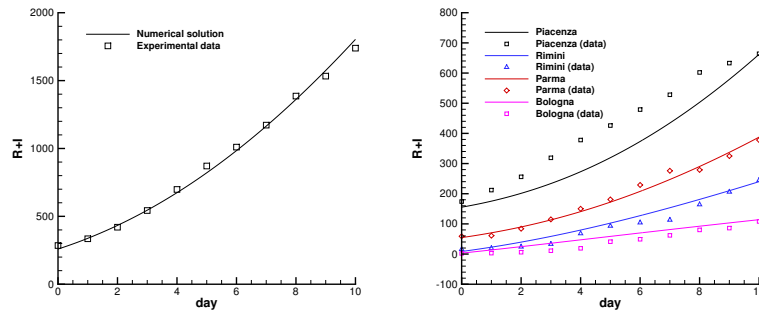 2000
1500
1000
500
0
0
2
4
6
8
10
R+I
day
Numerical solution
Experimental data
800
700
600
500
400
300
200
100
0
-100
0
2
4
6
8
10
R+I
day
Piacenza
Piacenza (data)
Rimini
Rimini (data)
Parma
Parma (data)
Bologna
Bologna (data)